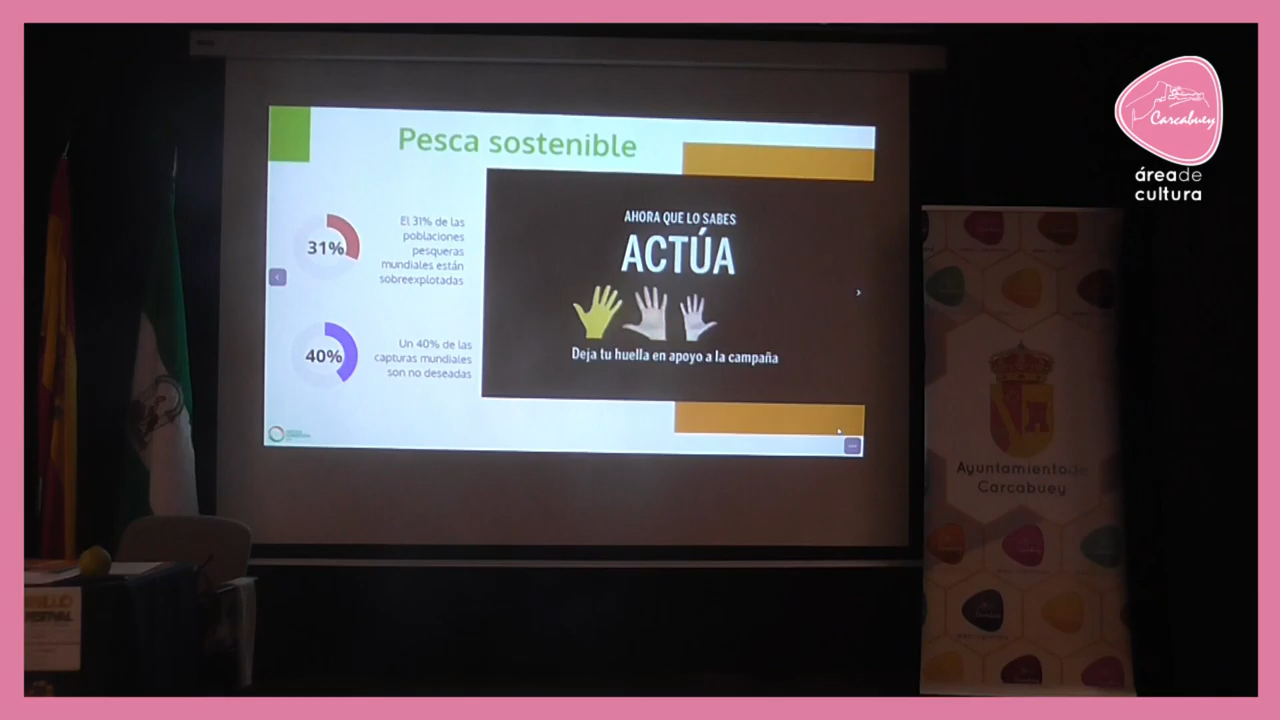 Pesca sostenible
31%
El 31% de las
poblaciones
pesqueras
mundiales están
sobreexplotadas
40%
Un 40% de las
capturas mundiales
son no deseadas
AHORA QUE LO SABES
ACTÚA
Deja tu huella en apoyo a la campaña
Carcabuey
área de
cultura
Ayuntamiento de
Carcabuey